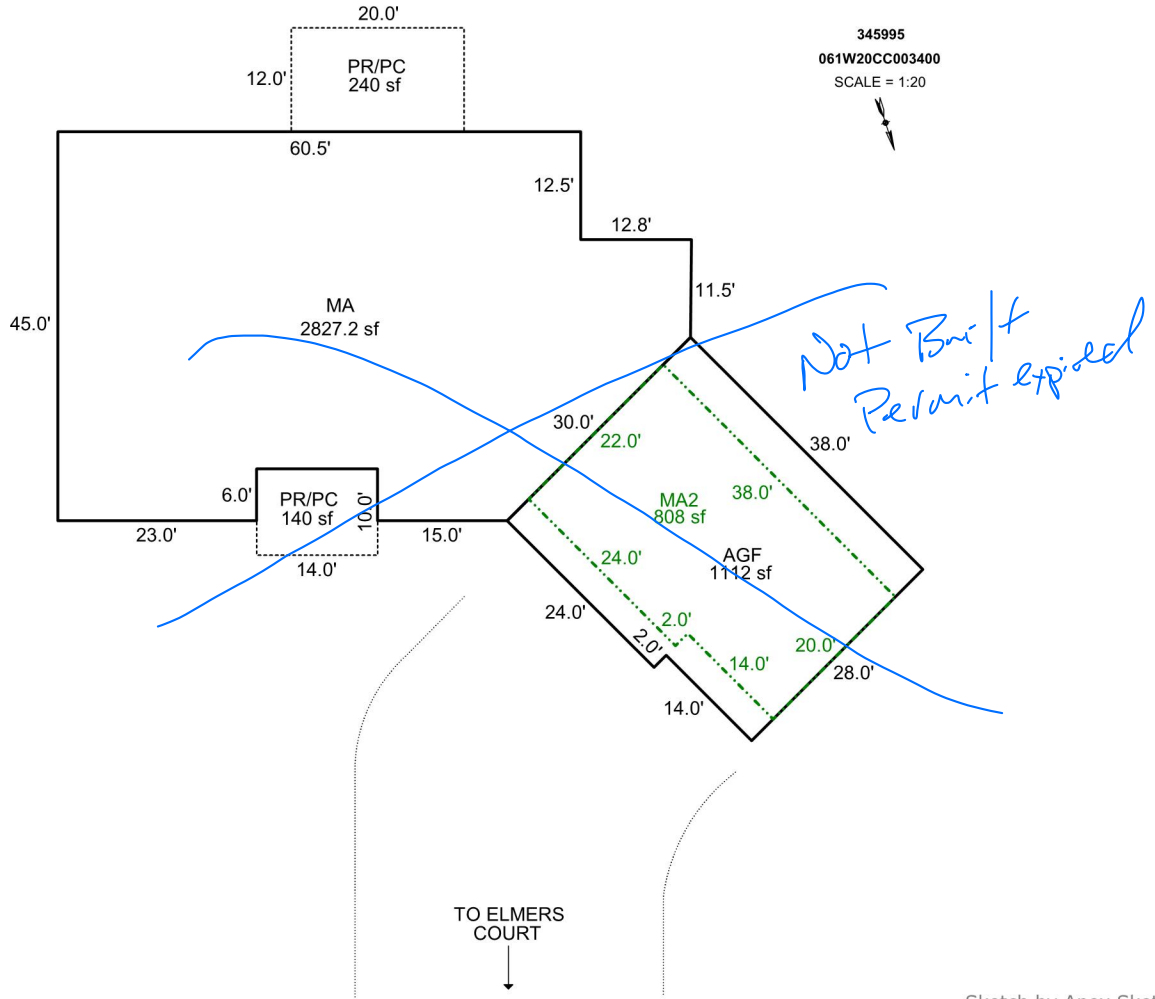 20.0'
345995
061W20CC003400
SCALE = 1:20
12.0'
PR/PC
240 sf
60.5'
12.5'
12.8'
11.5'
45.0'
MA
2827.2 sf
Not Built
Permit expired
30.0'
22.0'
38.0'
38.0'
6.0'
PR/PC
140 sf
10.0'
MA2
808 sf
23.0'
15.0'
14.0'
24.0'
AGF
1112 sf
24.0'
2.0'
2.0'
20.0'
14.0'
28.0'
14.0'
TO ELMERS
COURT
Sketch by Apex Sket